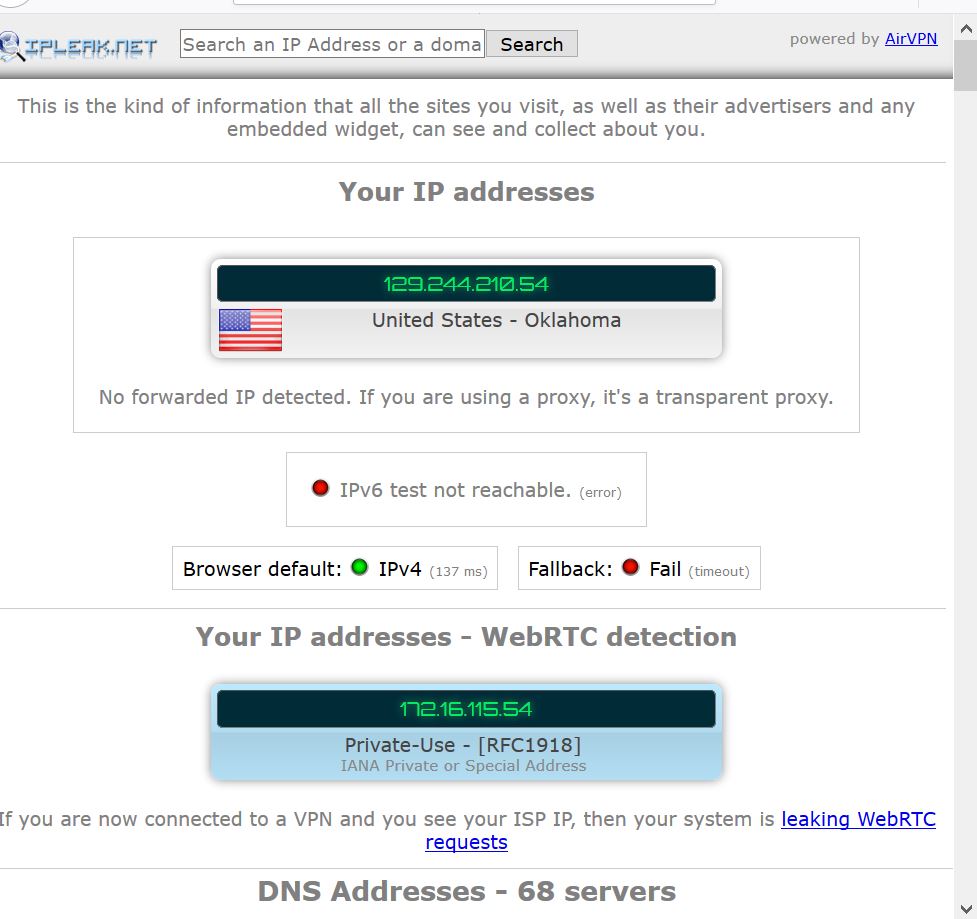 IPLEAK.NET
Search an IP Address or a doma
Search
powered by AirVPN
This is the kind of information that all the sites you visit, as well as their advertisers and any
embedded widget, can see and collect about you.
Your IP addresses
129.244.210.54
United States - Oklahoma
No forwarded IP detected. If you are using a proxy, it's a transparent proxy.
IPv6 test not reachable. (error)
Browser default: IPv4 (137 ms)
Fallback: Fail (timeout)
Your IP addresses - WebRTC detection
172.16.115.54
Private-Use - [RFC1918]
IANA Private or Special Address
If you are now connected to a VPN and you see your ISP IP, then your system is leaking WebRTC
requests
DNS Addresses - 68 servers